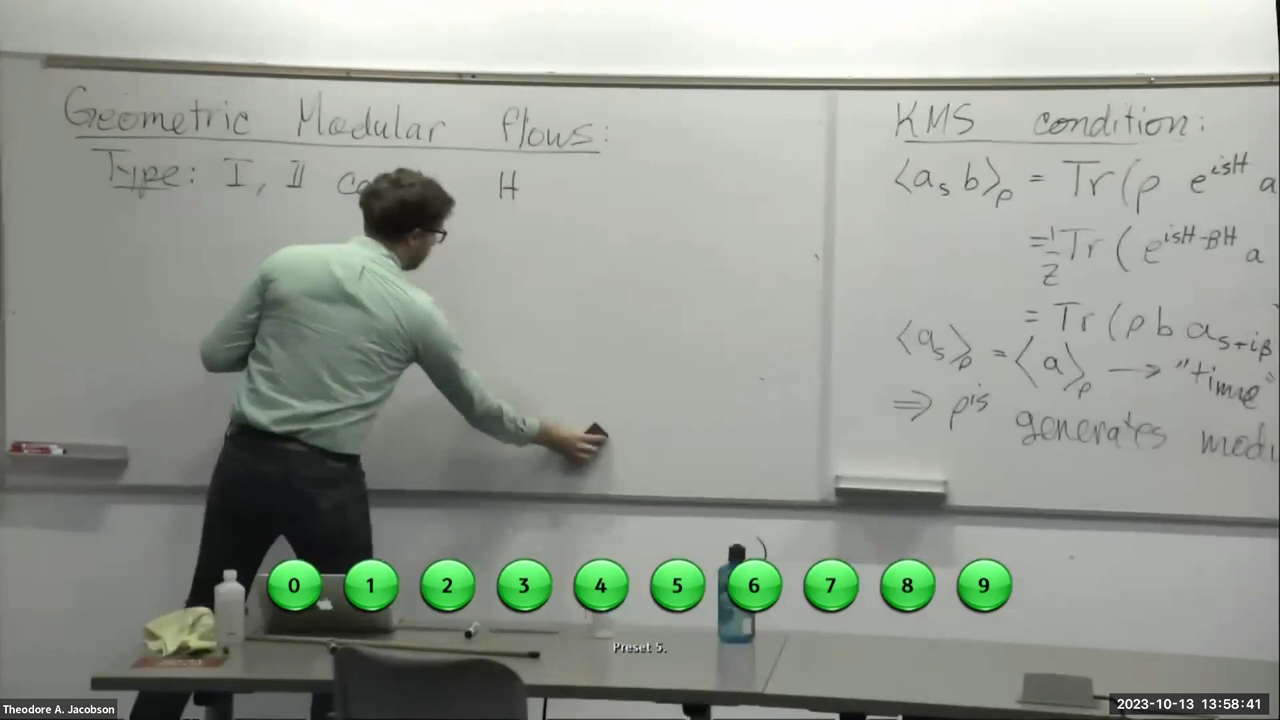 Geometric Modular flows:
Type: I, II H
KMS condition:
⟨a_s b⟩_ρ = Tr(ρ e^{isH} a
= 1/Z Tr(e^{isH-βH} a
= Tr(ρ b a_{s+iβ}
⟨a_s⟩_ρ = ⟨a⟩_ρ → "time"
⇒ ρ^{is} generates modu
0 1 2 3 4 5 6 7 8 9
Preset 5.
Theodore A. Jacobson
2023-10-13 13:58:41